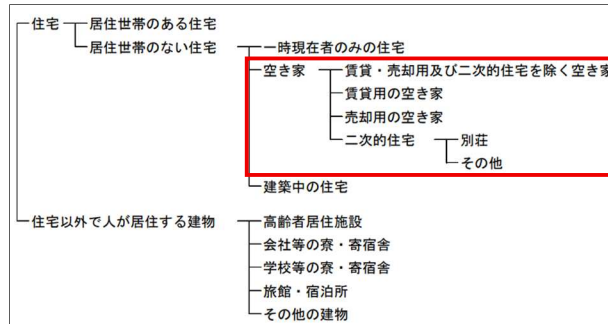 住宅 居住世帯のある住宅
居住世帯のない住宅 一時現在者のみの住宅
空き家 賃貸・売却用及び二次的住宅を除く空き家
賃貸用の空き家
売却用の空き家
二次的住宅 別荘
その他
建築中の住宅
住宅以外で人が居住する建物 高齢者居住施設
会社等の寮・寄宿舎
学校等の寮・寄宿舎
旅館・宿泊所
その他の建物